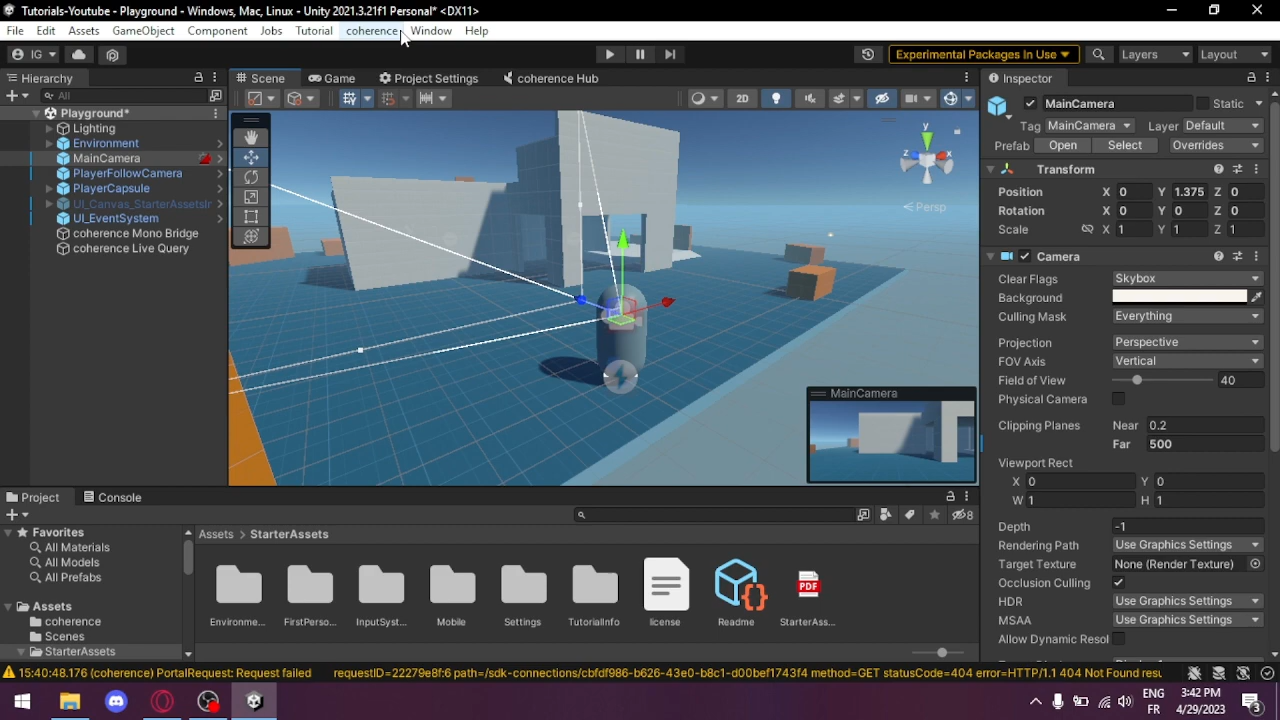 Tutorials-Youtube - Playground - Windows, Mac, Linux - Unity 2021.3.21f1 Personal* <DX11>
File Edit Assets GameObject Component Jobs Tutorial coherence Window Help
IG Experimental Packages In Use Layers Layout
Hierarchy Scene Game Project Settings coherence Hub Inspector
All
2D
Playground*
Lighting
Environment
MainCamera
PlayerFollowCamera
PlayerCapsule
UI_Canvas_StarterAssetsIr
UI_EventSystem
coherence Mono Bridge
coherence Live Query
y
z x
Persp
MainCamera
MainCamera Static
Tag MainCamera Layer Default
Prefab Open Select Overrides
Transform
Position X 0 Y 1.375 Z 0
Rotation X 0 Y 0 Z 0
Scale X 1 Y 1 Z 1
Camera
Clear Flags Skybox
Background
Culling Mask Everything
Projection Perspective
FOV Axis Vertical
Field of View 40
Physical Camera
Clipping Planes Near 0.2
Far 500
Viewport Rect
X 0 Y 0
W 1 H 1
Depth -1
Rendering Path Use Graphics Settings
Target Texture None (Render Texture)
Occlusion Culling
HDR Use Graphics Settings
MSAA Use Graphics Settings
Allow Dynamic Resol
Project Console
8
Favorites
All Materials
All Models
All Prefabs
Assets
coherence
Scenes
StarterAssets
Assets > StarterAssets
Environme... FirstPerso... InputSyst... Mobile Settings TutorialInfo license Readme StarterAss...
PDF
15:40:48.176 (coherence) PortalRequest: Request failed requestID=22279e8f:6 path=/sdk-connections/cbfdf986-b626-43e0-b8c1-d00bef1743f4 method=GET statusCode=404 error=HTTP/1.1 404 Not Found resu
ENG
FR
3:42 PM
4/29/2023
3